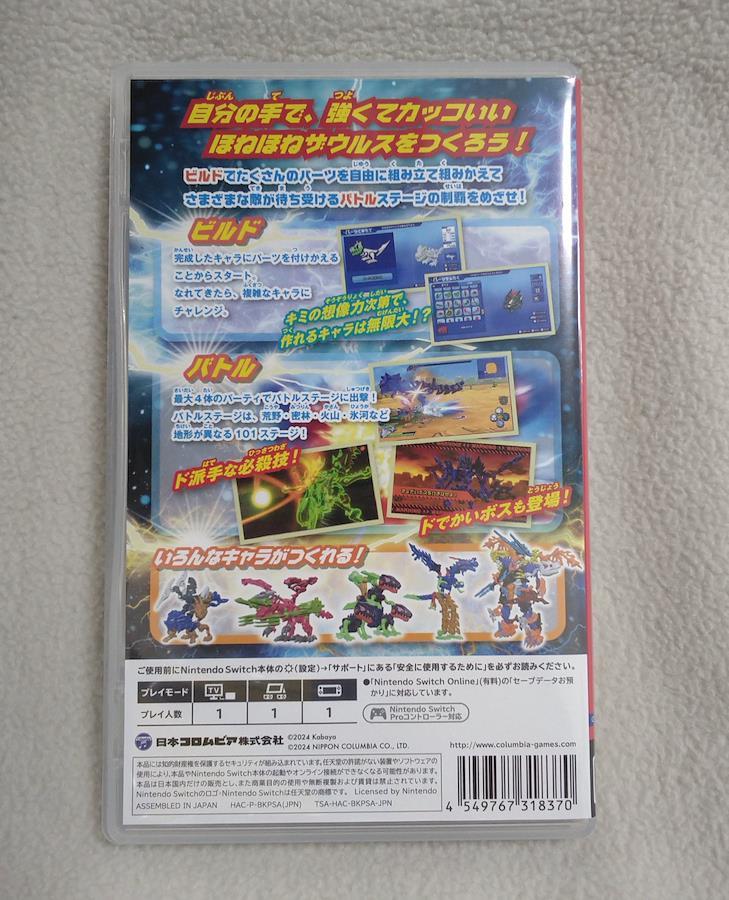 自分の手で、強くてカッコいい
ほねほねザウルスをつくろう！
ビルドでたくさんのパーツを自由に組み立て組みかえて
さまざまな敵が待ち受けるバトルステージの制覇をめざせ！
ビルド
完成したキャラにパーツを付けかえる
ことからスタート。
なれてきたら、複雑なキャラに
チャレンジ。
キミの想像力次第で、
作れるキャラは無限大！？
バトル
最大4体のパーティでバトルステージに出撃！
バトルステージは、荒野・密林・火山・氷河など
地形が異なる101ステージ！
ド派手な必殺技！
ドでかいボスも登場！
いろんなキャラがつくれる！
ご使用前にNintendo Switch本体の(設定)→「サポート」にある「安全に使用するために」を必ずお読みください。
プレイモード TV
プレイ人数 1 1 1
●「Nintendo Switch Online」(有料)の「セーブデータお預かり」に対応しています。
Nintendo Switch
Proコントローラー対応
日本コロムビア株式会社
©2024 Kabaya
©2024 NIPPON COLUMBIA CO., LTD.
http://www.columbia-games.com/
本品には知的財産権を保護するセキュリティが組み込まれています。任天堂の許諾がない装置やソフトウェアの
使用により、本品やNintendo Switch本体の起動やオンライン接続ができなくなる可能性があります。
本品は日本国内だけの販売とし、また商業目的の使用や無断複製および賃貸は禁止されています。
Nintendo Switchのロゴ・Nintendo Switchは任天堂の商標です。 Licensed by Nintendo
ASSEMBLED IN JAPAN HAC-P-BKPSA(JPN) TSA-HAC-BKPSA-JPN
4 549767 318370